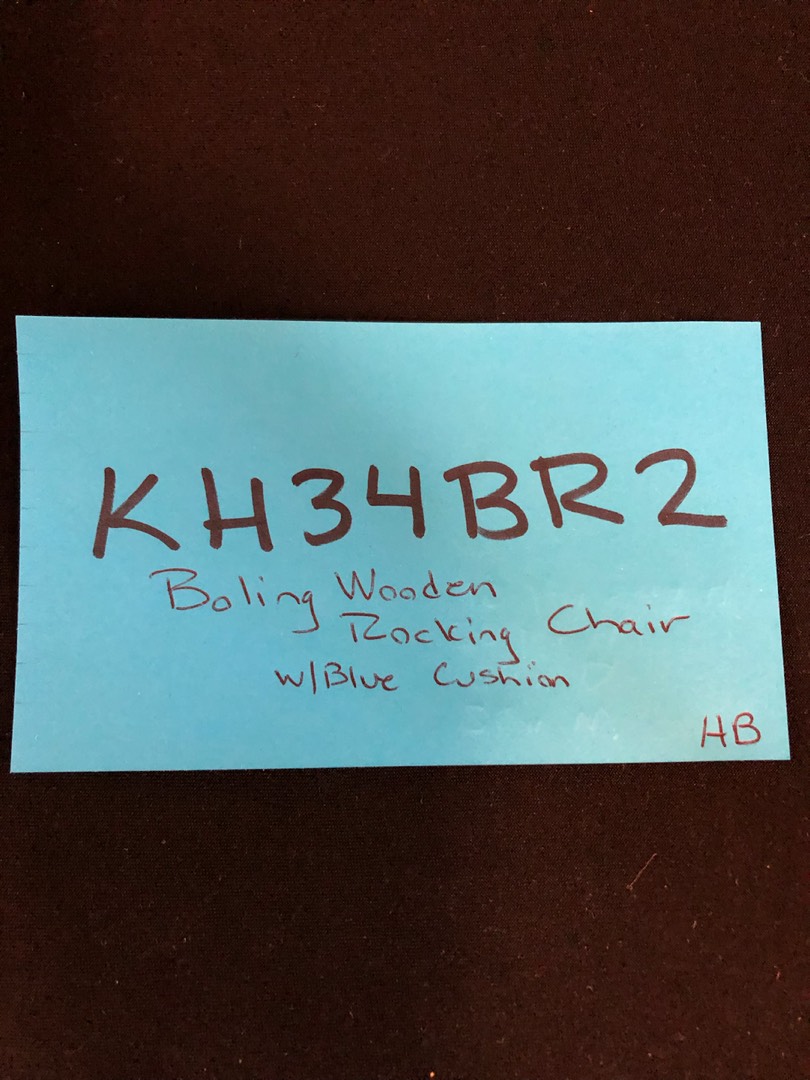 KH34BR2
Boling Wooden
Rocking Chair
w/Blue Cushion
HB